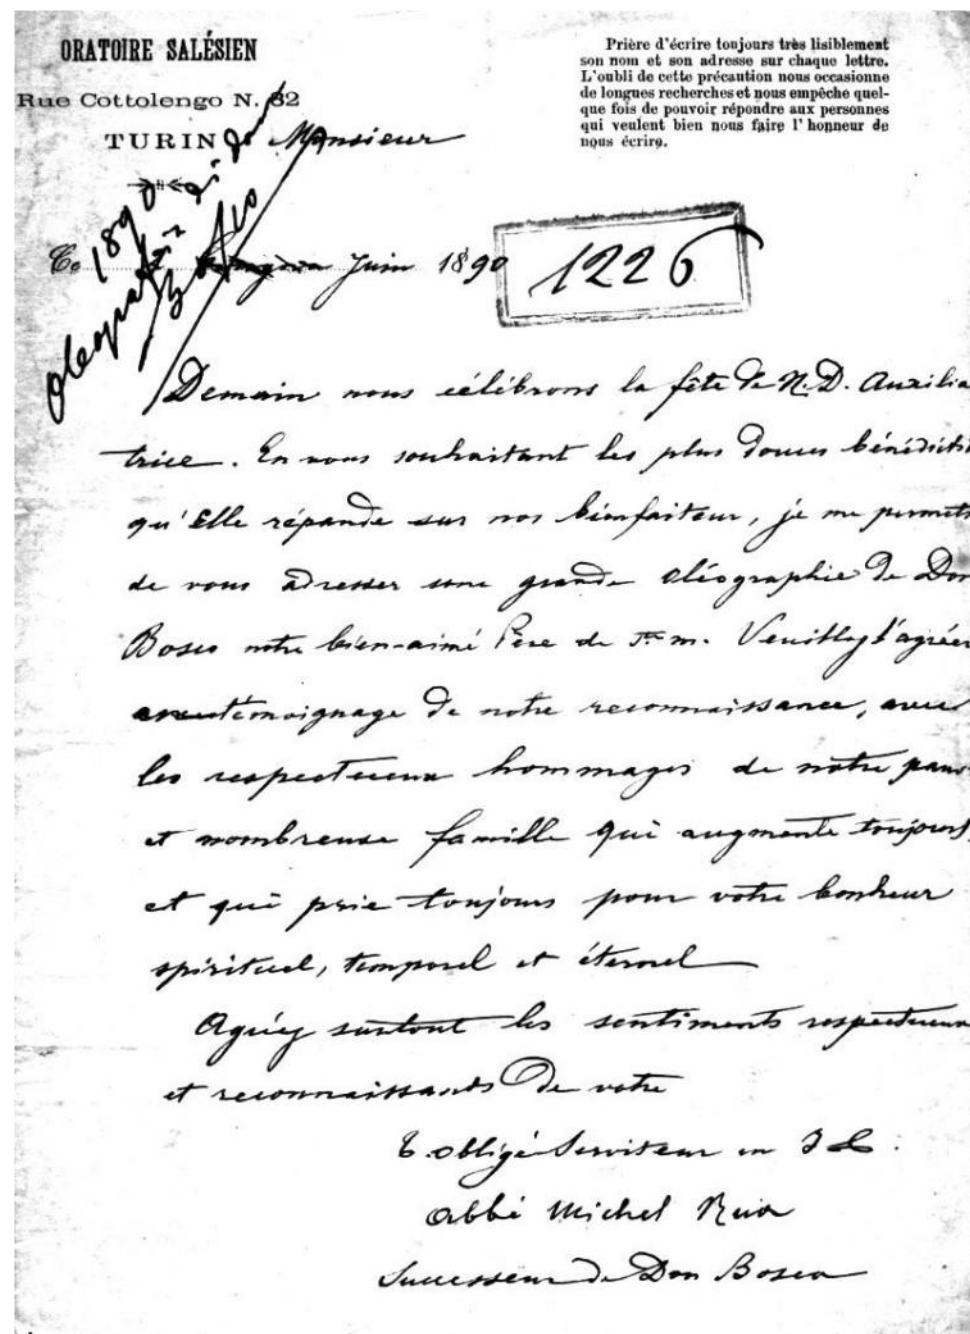 ORATOIRE SALÉSIEN
Rue Cottolengo N. 32
TURIN
Prière d'écrire toujours très lisiblement
son nom et son adresse sur chaque lettre.
L'oubli de cette précaution nous occasionne
de longues recherches et nous empêche quel-
que fois de pouvoir répondre aux personnes
qui veulent bien nous faire l'honneur de
nous écrire.
Monsieur
1890
Juin 1890
1226
Demain nous célébrons la fête de N. D. Auxilia
trice. En vous souhaitant les plus douces bénédicti
qu'Elle répande sur nos bienfaiteur, je me permets
de vous adresser une grande oléographie de Don
Bosco notre bien-aimé Père de m. Veuillez l'agréer
témoignage de notre reconnaissance, avec
les respectueux hommages de notre pauv
et nombreuse famille qui augmente toujours,
et qui prie toujours pour votre bonheur
spirituel, temporel et éternel
Agréez surtout les sentiments respectueux
et reconnaissants de votre
t. obligé Serviteur en J C.
Abbé Michel Rua
Successeur de Don Bosco